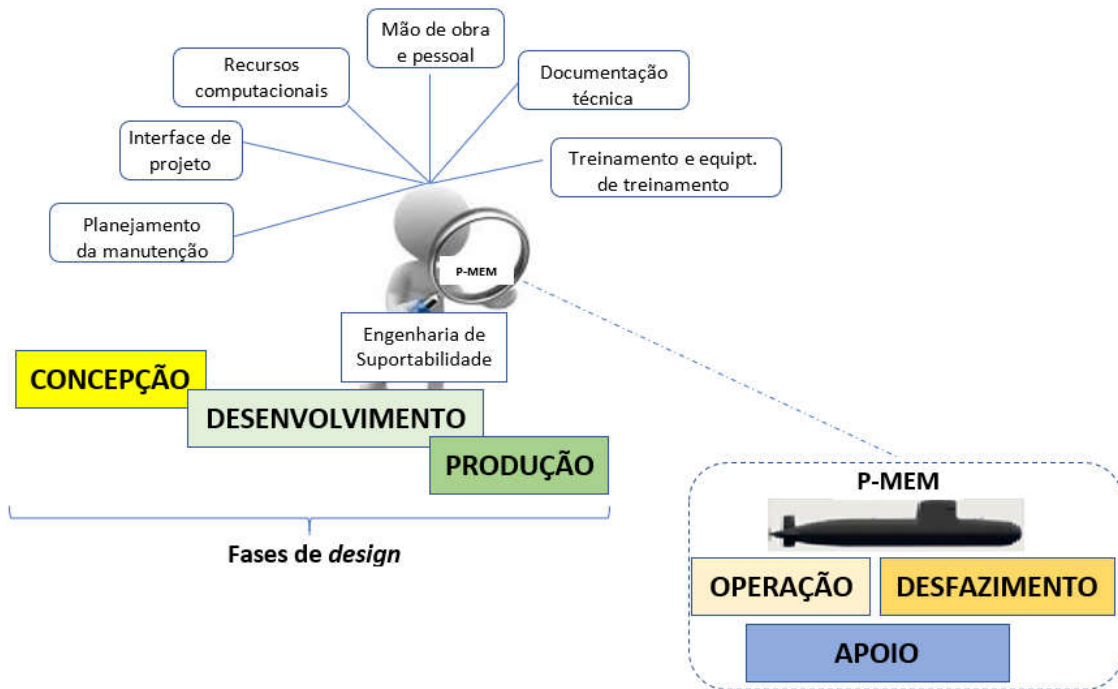 Mão de obra
e pessoal
Recursos
computacionais
Documentação
técnica
Interface de
projeto
Treinamento e equipt.
de treinamento
Planejamento
da manutenção
P-MEM
Engenharia de
Suportabilidade
CONCEPÇÃO
DESENVOLVIMENTO
PRODUÇÃO
Fases de design
P-MEM
OPERAÇÃO
DESFAZIMENTO
APOIO